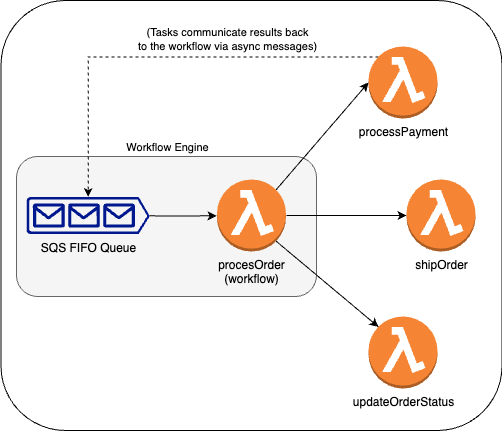 (Tasks communicate results back
to the workflow via async messages)
processPayment
Workflow Engine
SQS FIFO Queue
procesOrder
(workflow)
shipOrder
updateOrderStatus